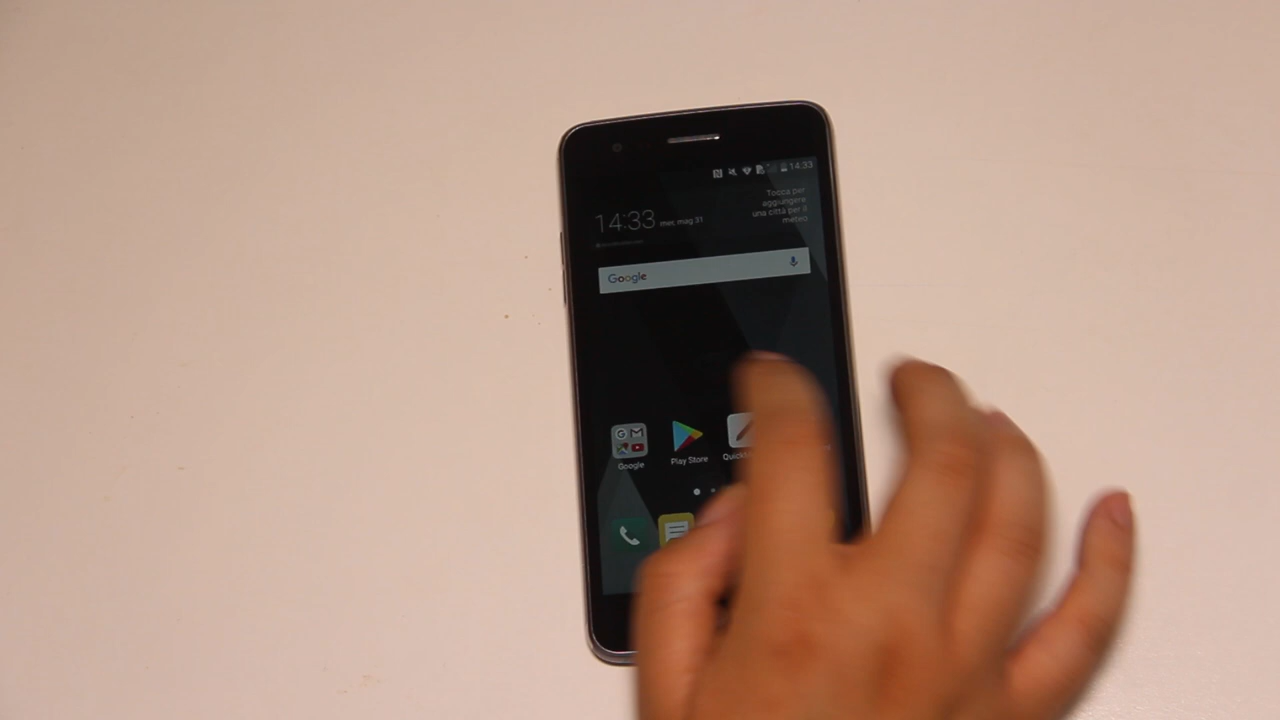 14:33
Tocca per
aggiungere
una città per il
meteo
14:33 mer, mag 31
Google
G M
Google
Play Store